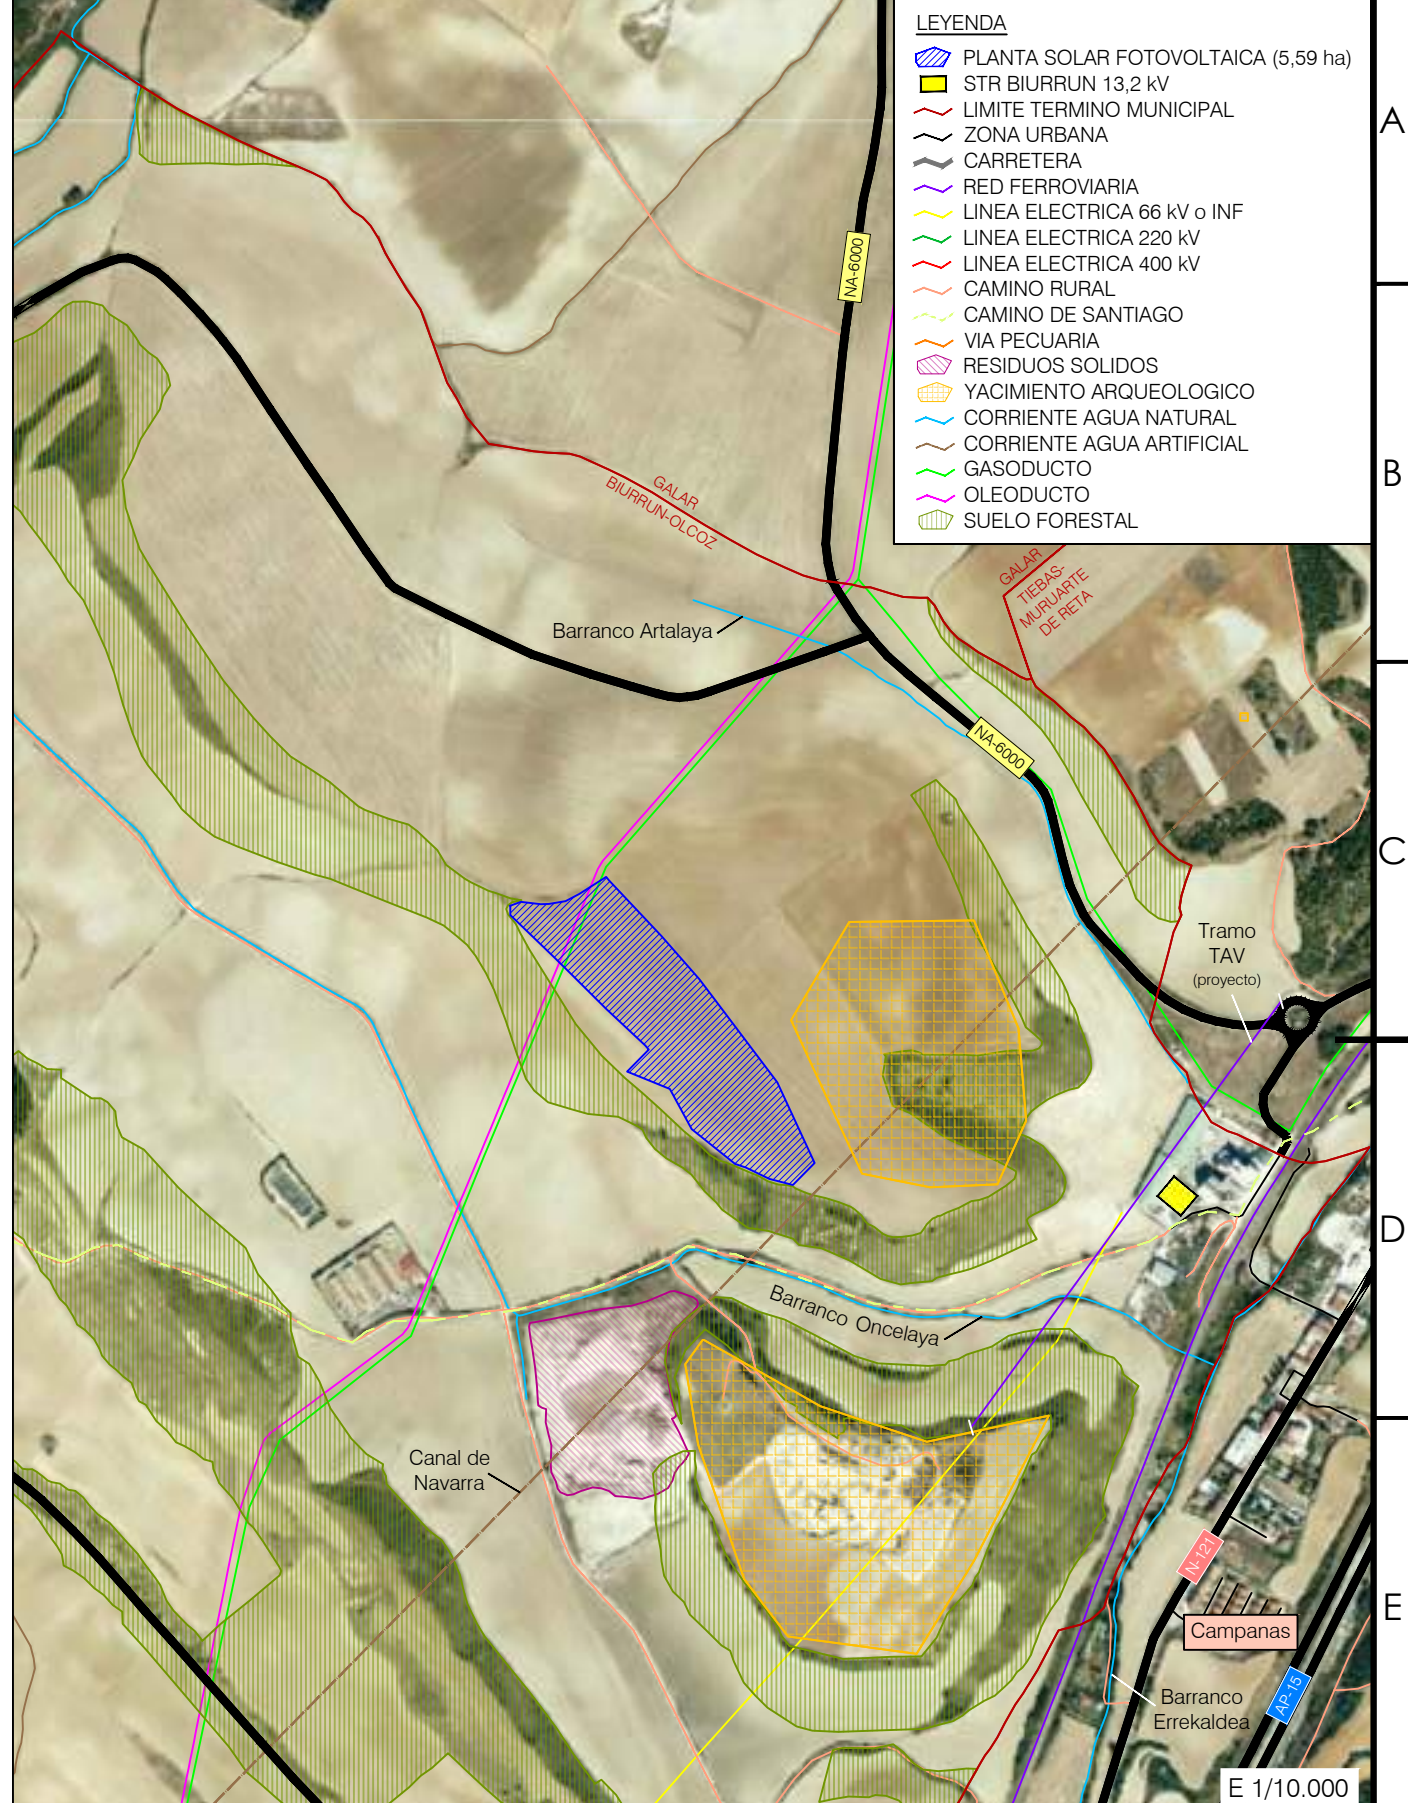 LEYENDA
PLANTA SOLAR FOTOVOLTAICA (5,59 ha)
STR BIURRUN 13,2 kV
LIMITE TERMINO MUNICIPAL
ZONA URBANA
CARRETERA
RED FERROVIARIA
LINEA ELECTRICA 66 kV o INF
LINEA ELECTRICA 220 kV
LINEA ELECTRICA 400 kV
CAMINO RURAL
CAMINO DE SANTIAGO
VIA PECUARIA
RESIDUOS SOLIDOS
YACIMIENTO ARQUEOLOGICO
CORRIENTE AGUA NATURAL
CORRIENTE AGUA ARTIFICIAL
GASODUCTO
OLEODUCTO
SUELO FORESTAL
A
NA-6000
B
GALAR
BIURRUN-OLCOZ
GALAR
TIEBAS-
MURUARTE
DE RETA
Barranco Artalaya
NA-6000
C
Tramo
TAV
(proyecto)
D
Barranco Oncelaya
Canal de
Navarra
N-121
E
Campanas
AP-15
Barranco
Errekaldea
E 1/10.000